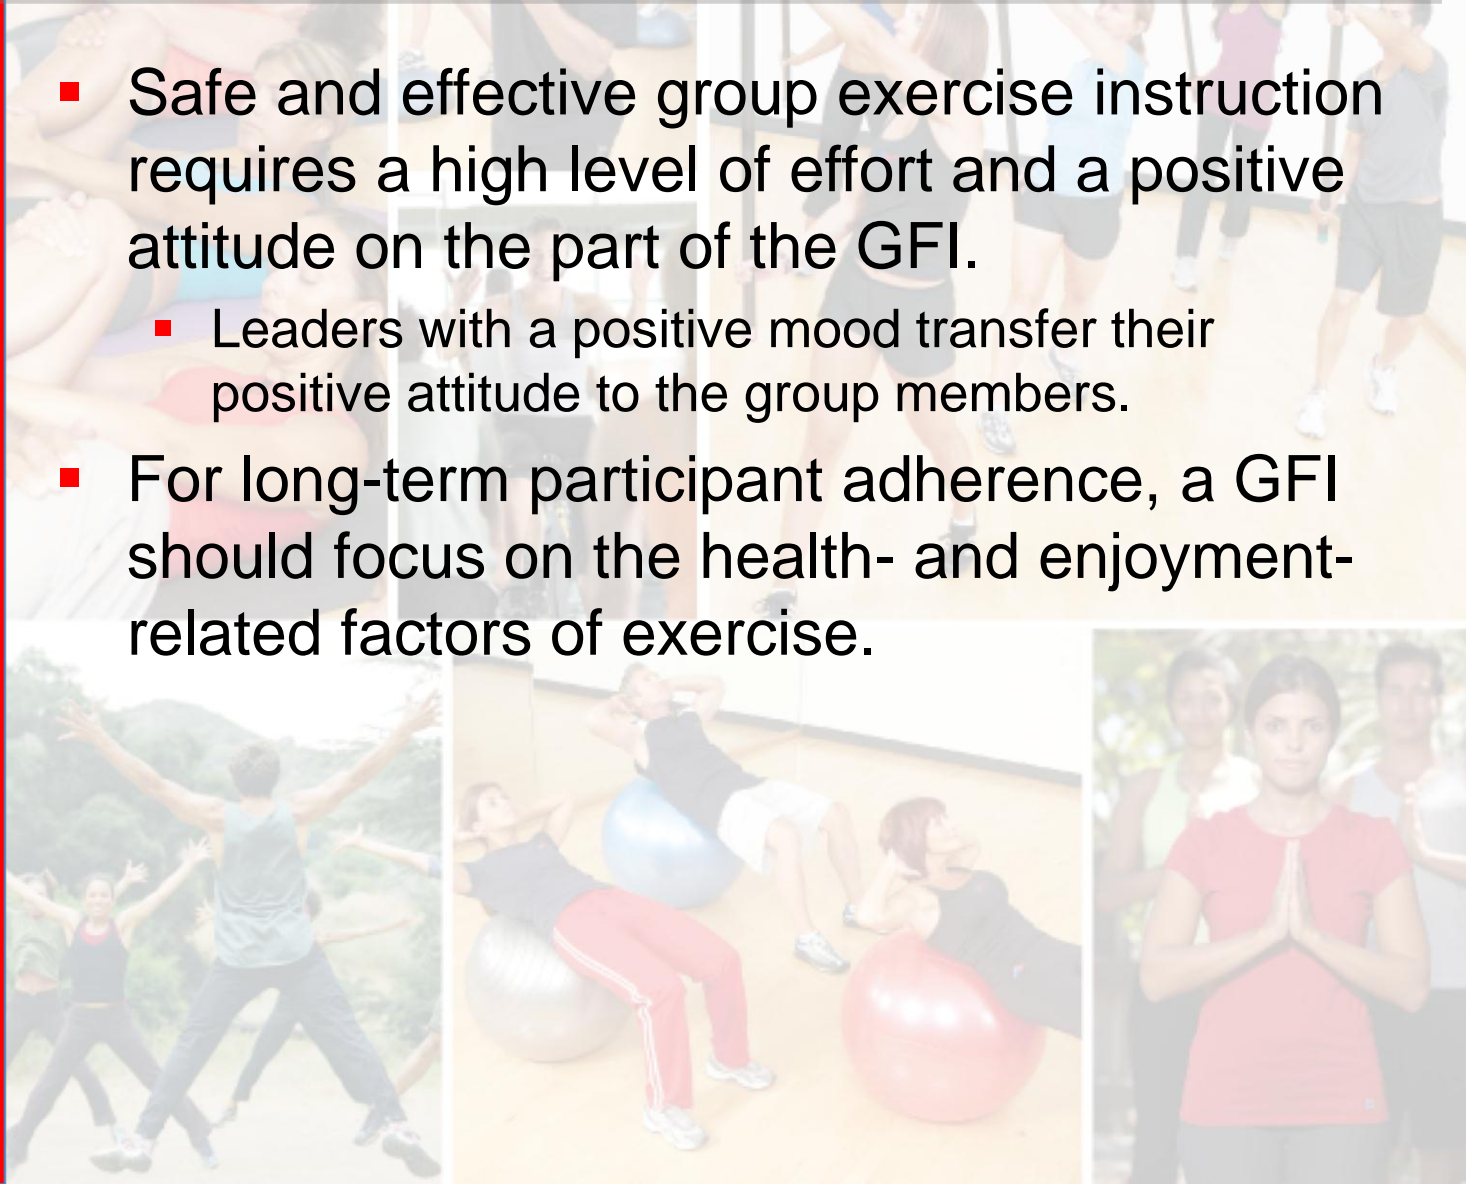 Safe and effective group exercise instruction
requires a high level of effort and a positive
attitude on the part of the GFI.
Leaders with a positive mood transfer their
positive attitude to the group members.
For long-term participant adherence, a GFI
should focus on the health- and enjoyment-
related factors of exercise.